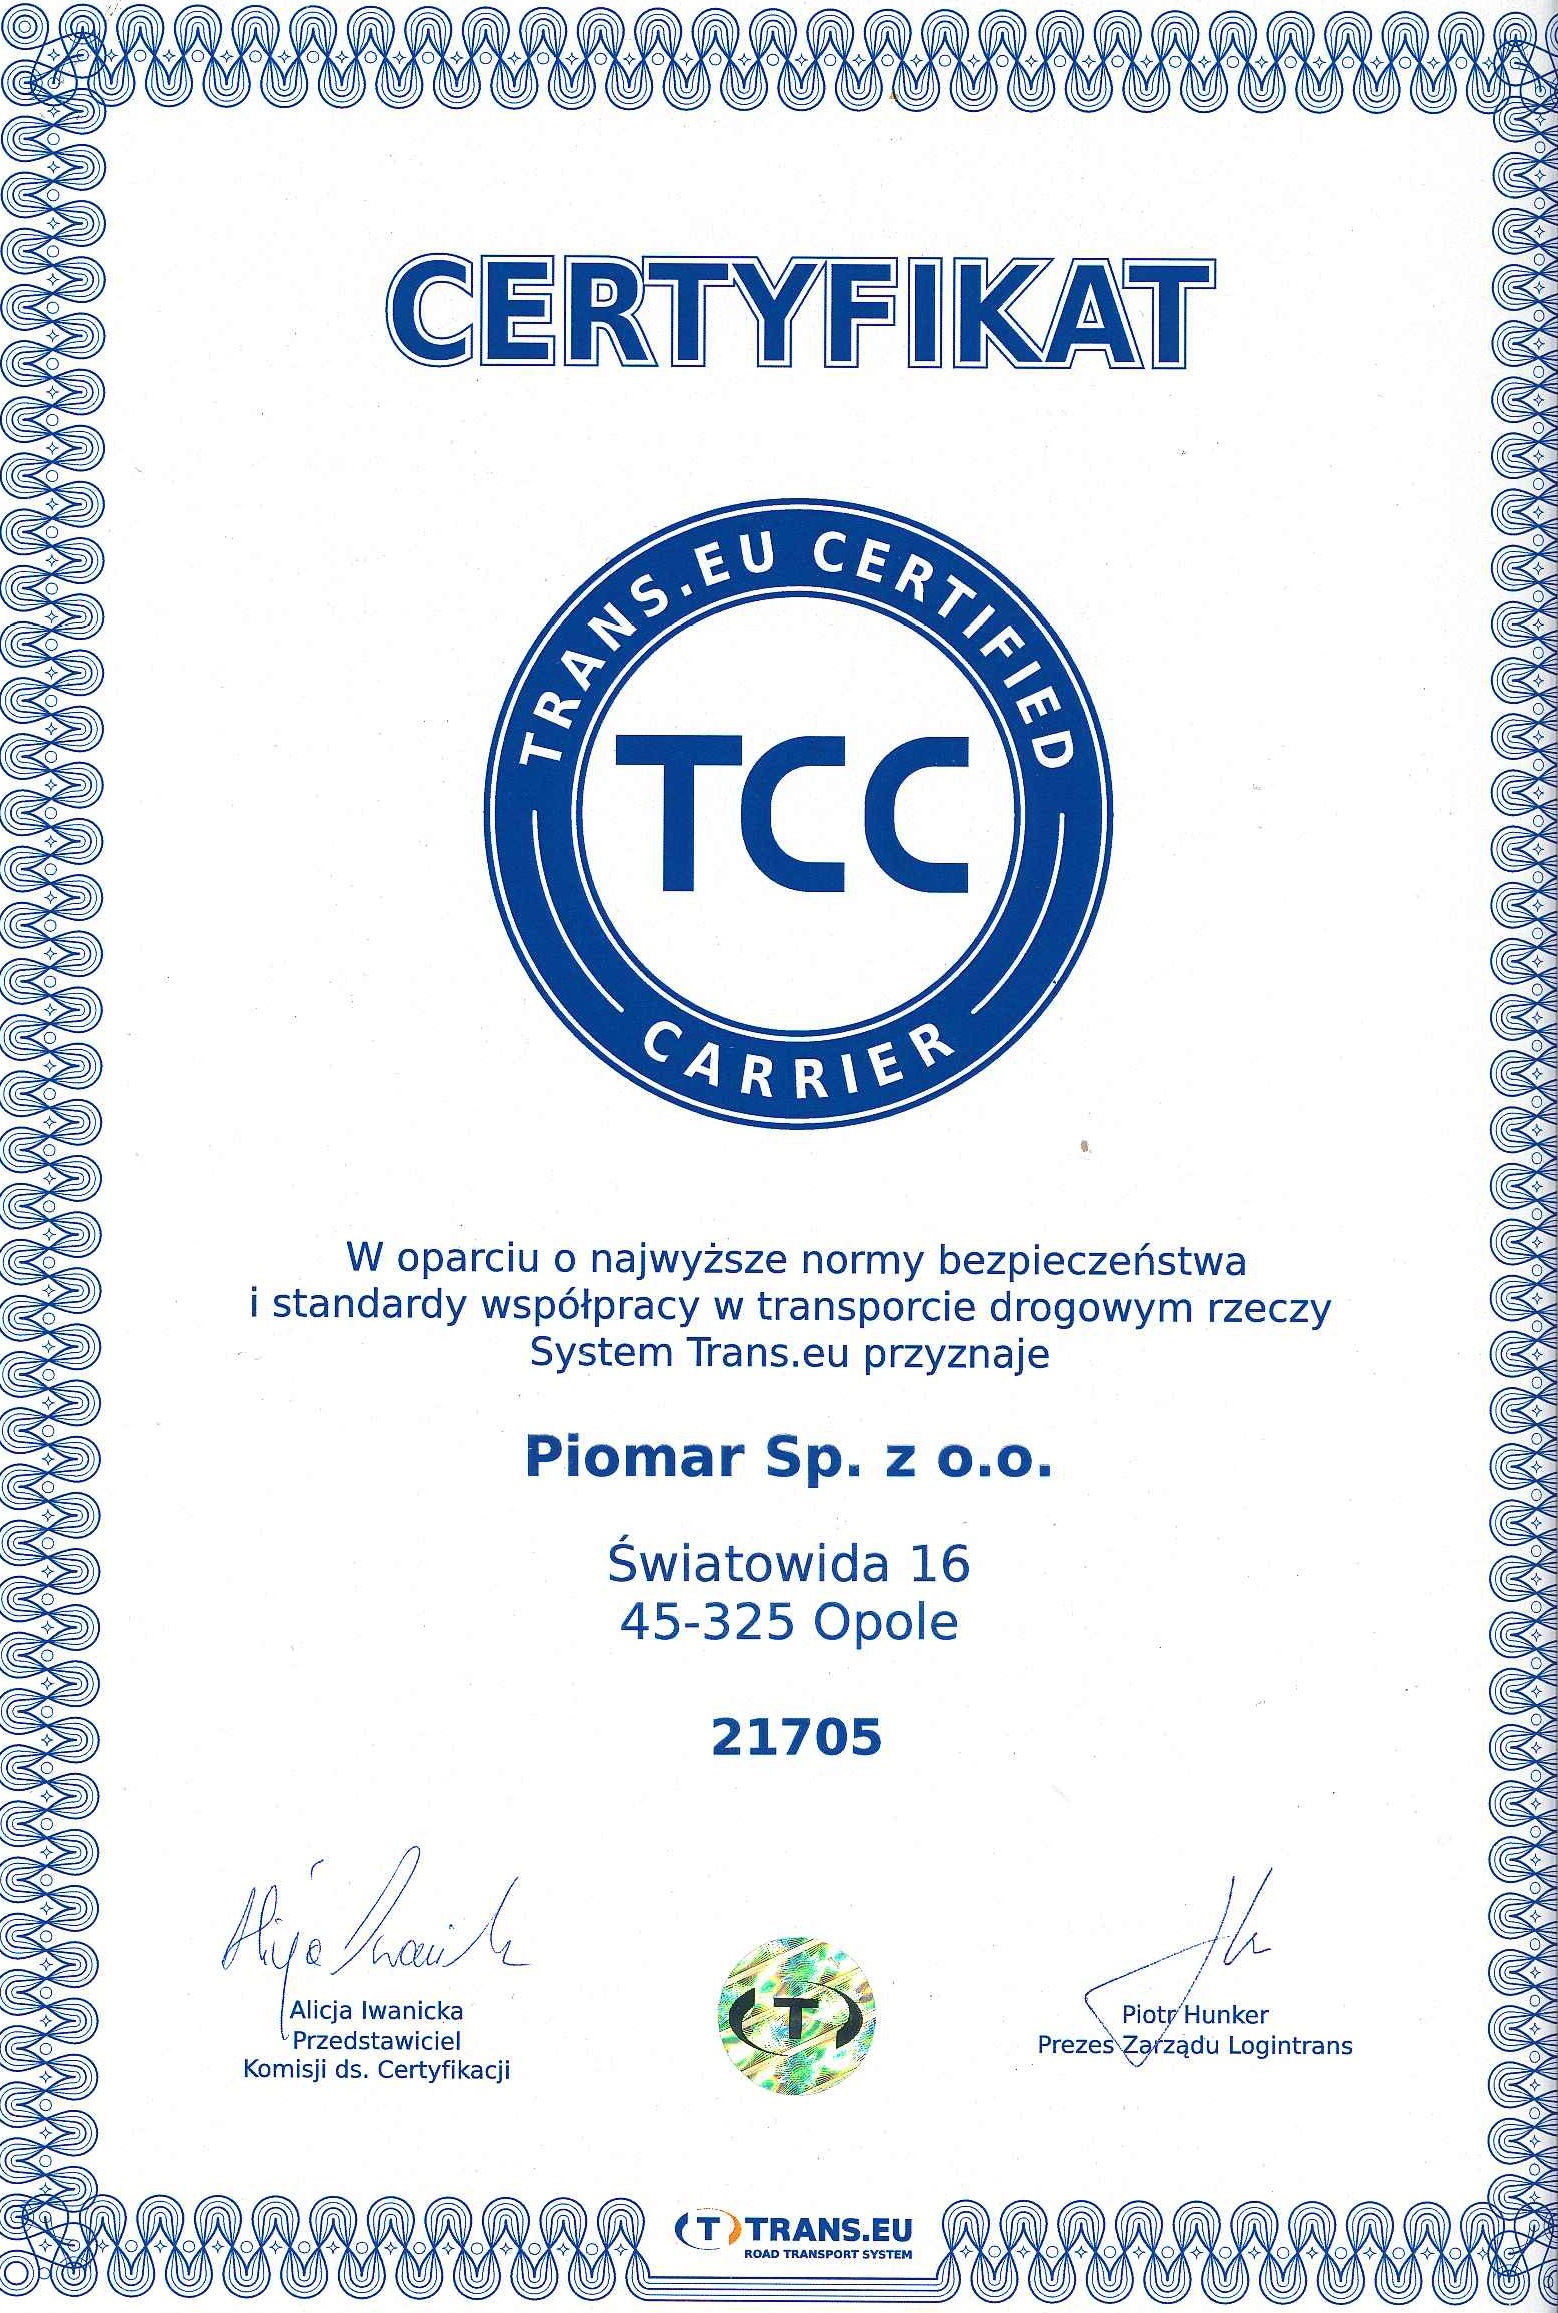 CERTYFIKAT
TRANS.EU CERTIFIED
TCC
CARRIER
W oparciu o najwyższe normy bezpieczeństwa
i standardy współpracy w transporcie drogowym rzeczy
System Trans.eu przyznaje
Piomar Sp. z o.o.
Światowida 16
45-325 Opole
21705
Alicja Iwanicka
Przedstawiciel
Komisji ds. Certyfikacji
T
Piotr Hunker
Prezes Zarządu Logintrans
T TRANS.EU
ROAD TRANSPORT SYSTEM